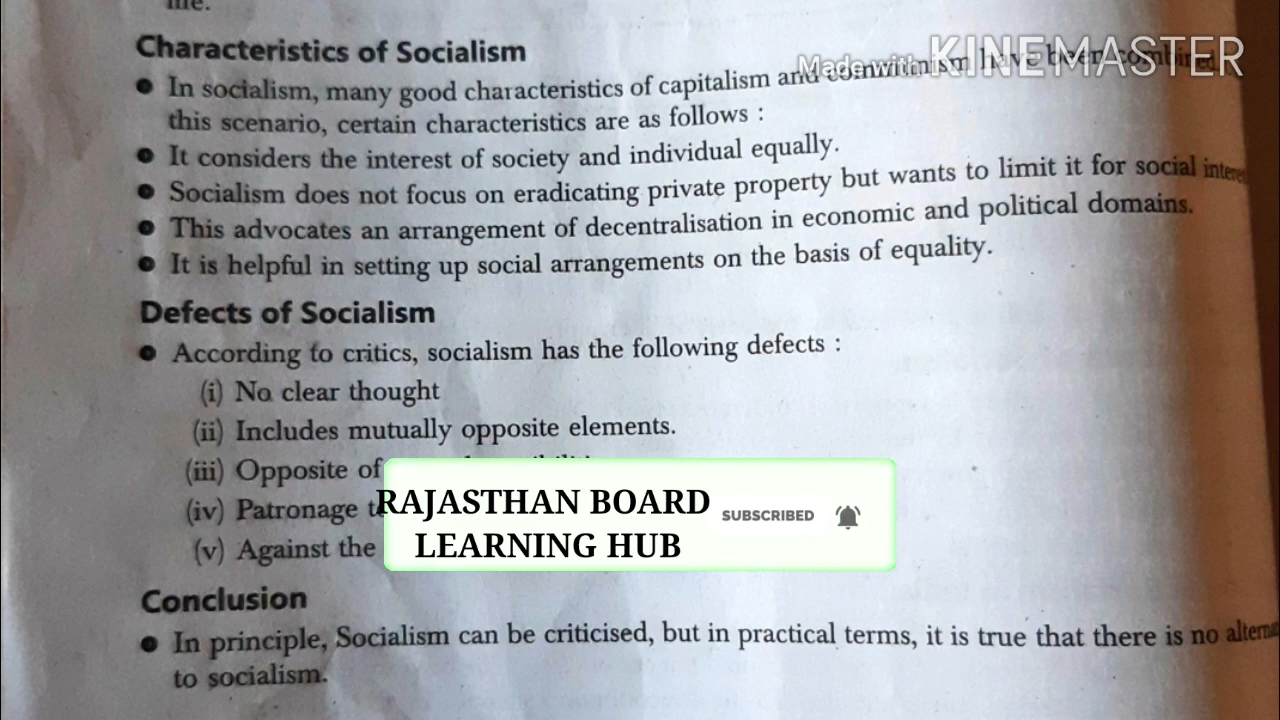 Characteristics of Socialism
Made with KINEMASTER
• In socialism, many good characteristics of capitalism and communism have been combined
this scenario, certain characteristics are as follows :
• It considers the interest of society and individual equally.
• Socialism does not focus on eradicating private property but wants to limit it for social
• This advocates an arrangement of decentralisation in economic and political domains.
• It is helpful in setting up social arrangements on the basis of equality.
Defects of Socialism
• According to critics, socialism has the following defects :
(i) No clear thought
(ii) Includes mutually opposite elements.
(iii) Opposite of
(iv) Patronage
(v) Against the
RAJASTHAN BOARD
LEARNING HUB
SUBSCRIBED
Conclusion
• In principle, Socialism can be criticised, but in practical terms, it is true that there is no
to socialism.